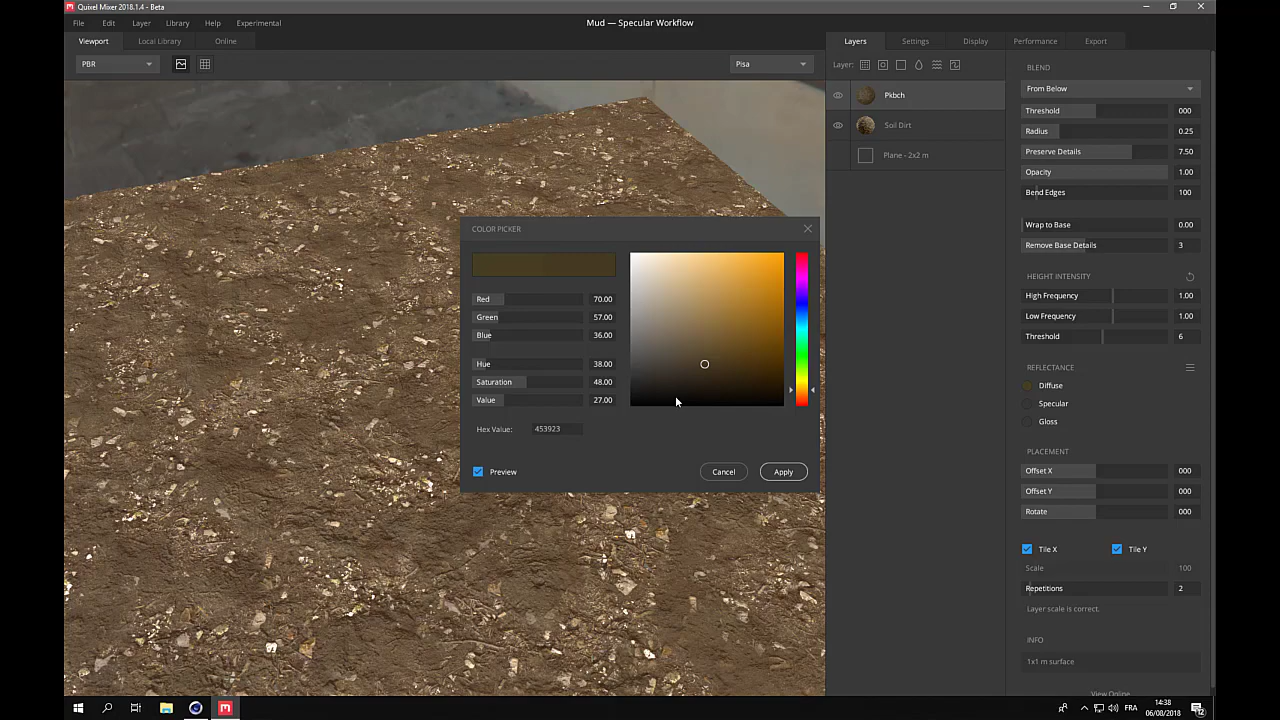 Quixel Mixer 2018.1.4 - Beta
File Edit Layer Library Help Experimental
Mud — Specular Workflow
Viewport Local Library Online
Layers Settings Display Performance Export
PBR
Pisa
Layer:
Pkbch
Soil Dirt
Plane - 2x2 m
BLEND
From Below
Threshold 000
Radius 0.25
Preserve Details 7.50
Opacity 1.00
Bend Edges 100
Wrap to Base 0.00
Remove Base Details 3
HEIGHT INTENSITY
High Frequency 1.00
Low Frequency 1.00
Threshold 6
REFLECTANCE
Diffuse
Specular
Gloss
PLACEMENT
Offset X 000
Offset Y 000
Rotate 000
Tile X Tile Y
Scale 100
Repetitions 2
Layer scale is correct.
INFO
1x1 m surface
View Online
COLOR PICKER
Red 70.00
Green 57.00
Blue 36.00
Hue 38.00
Saturation 48.00
Value 27.00
Hex Value: 453923
Preview
Cancel Apply
FRA
14:38
06/08/2018